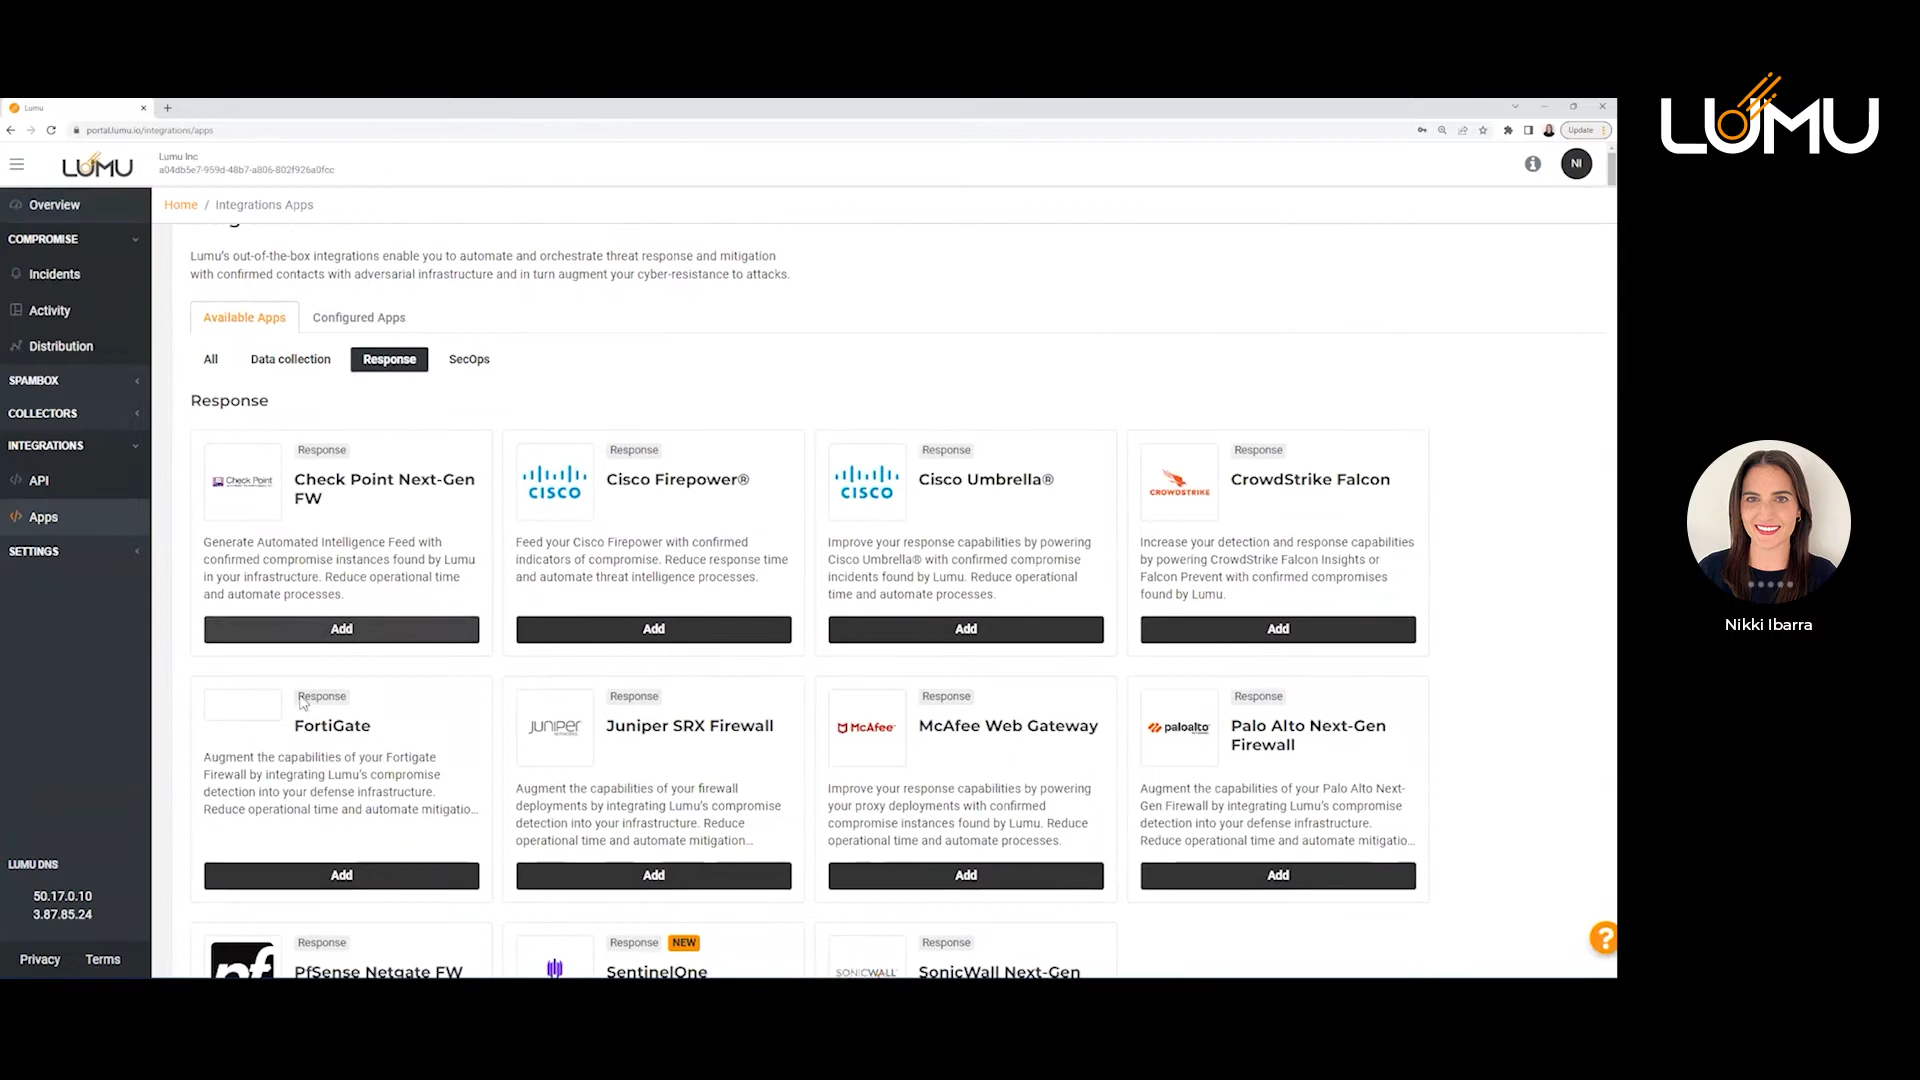 Lumu
portal.lumu.io/integrations/apps
Update
LUMU
Lumu Inc
a04db5e7-959d-48b7-a806-802f926a0fcc
NI
LUMU
Overview
COMPROMISE
Incidents
Activity
Distribution
SPAMBOX
COLLECTORS
INTEGRATIONS
API
Apps
SETTINGS
LUMU DNS
50.17.0.10
3.87.85.24
Privacy Terms
Home / Integrations Apps
Lumu's out-of-the-box integrations enable you to automate and orchestrate threat response and mitigation
with confirmed contacts with adversarial infrastructure and in turn augment your cyber-resistance to attacks.
Available Apps Configured Apps
All Data collection Response SecOps
Response
Response
Check Point
Check Point Next-Gen
FW
Generate Automated Intelligence Feed with
confirmed compromise instances found by Lumu
in your infrastructure. Reduce operational time
and automate processes.
Add
Response
CISCO
Cisco Firepower®
Feed your Cisco Firepower with confirmed
indicators of compromise. Reduce response time
and automate threat intelligence processes.
Add
Response
CISCO
Cisco Umbrella®
Improve your response capabilities by powering
Cisco Umbrella® with confirmed compromise
incidents found by Lumu. Reduce operational
time and automate processes.
Add
Response
CROWDSTRIKE
CrowdStrike Falcon
Increase your detection and response capabilities
by powering CrowdStrike Falcon Insights or
Falcon Prevent with confirmed compromises
found by Lumu.
Add
Response
FortiGate
Augment the capabilities of your Fortigate
Firewall by integrating Lumu's compromise
detection into your defense infrastructure.
Reduce operational time and automate mitigatio...
Add
Response
JUNIPER
Juniper SRX Firewall
Augment the capabilities of your firewall
deployments by integrating Lumu's compromise
detection into your infrastructure. Reduce
operational time and automate mitigation...
Add
Response
McAfee
McAfee Web Gateway
Improve your response capabilities by powering
your proxy deployments with confirmed
compromise instances found by Lumu. Reduce
operational time and automate processes.
Add
Response
paloalto
Palo Alto Next-Gen
Firewall
Augment the capabilities of your Palo Alto Next-
Gen Firewall by integrating Lumu's compromise
detection into your defense infrastructure.
Reduce operational time and automate mitigatio...
Add
Response
pf
PfSense Netgate FW
Response NEW
SentinelOne
Response
SONICWALL
SonicWall Next-Gen
?
Nikki Ibarra